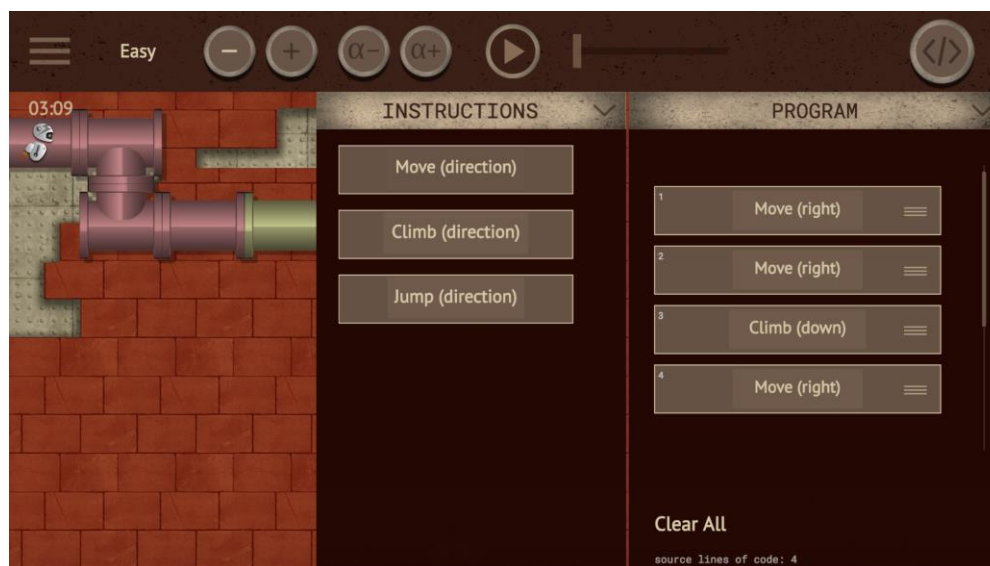 Easy
−
+
α−
α+
</>
03:09
INSTRUCTIONS
PROGRAM
Move (direction)
Climb (direction)
Jump (direction)
1
Move (right)
2
Move (right)
3
Climb (down)
4
Move (right)
Clear All
source lines of code: 4